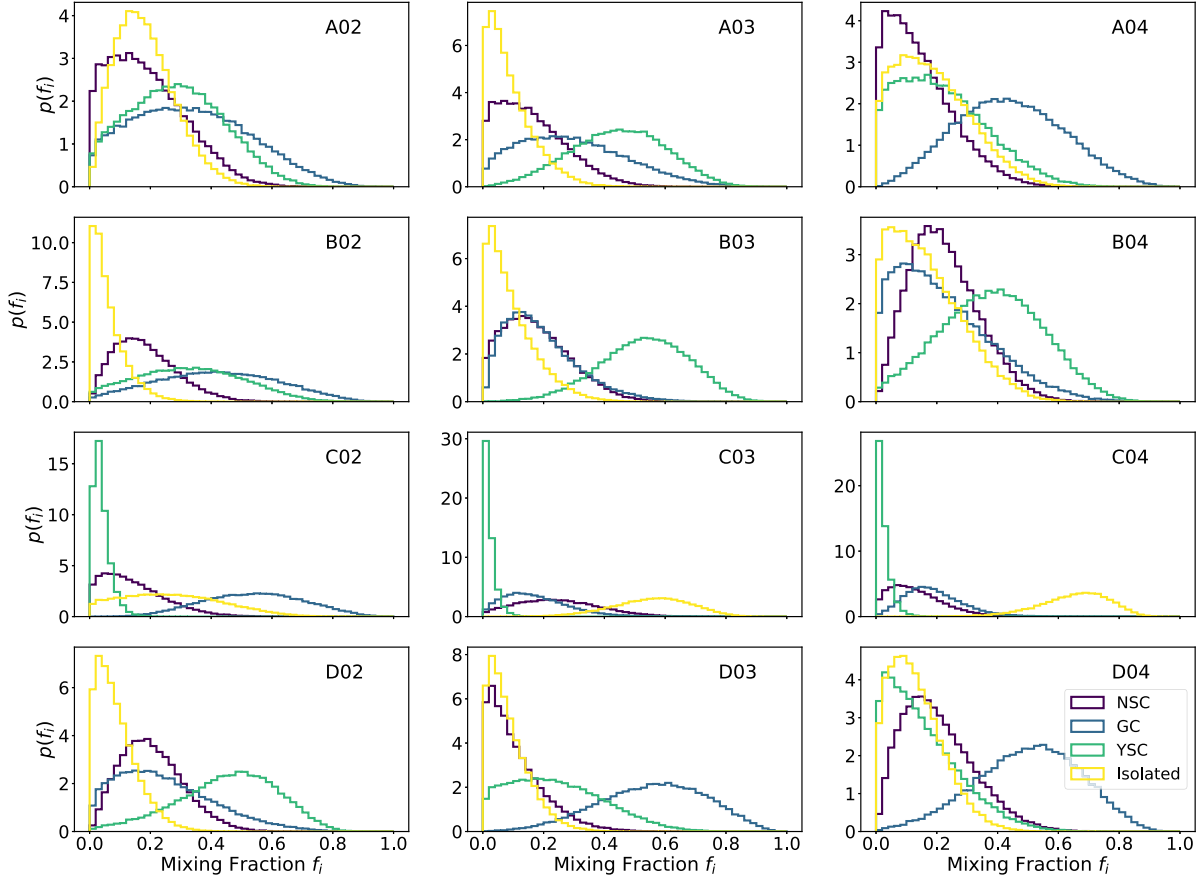 A02
A03
A04
4
3
2
1
0
p(f_i)
7
6
4
2
0
4
3
2
1
0
B02
B03
B04
10.0
7.5
5.0
2.5
0.0
p(f_i)
6
4
2
0
3
2
1
0
C02
C03
C04
15
10
5
0
p(f_i)
30
20
10
0
20
10
0
D02
D03
D04
6
4
2
0
p(f_i)
8
6
4
2
0
4
3
2
1
0
NSC
GC
YSC
Isolated
0.0 0.2 0.4 0.6 0.8 1.0
0.0 0.2 0.4 0.6 0.8 1.0
0.0 0.2 0.4 0.6 0.8 1.0
Mixing Fraction f_i
Mixing Fraction f_i
Mixing Fraction f_i